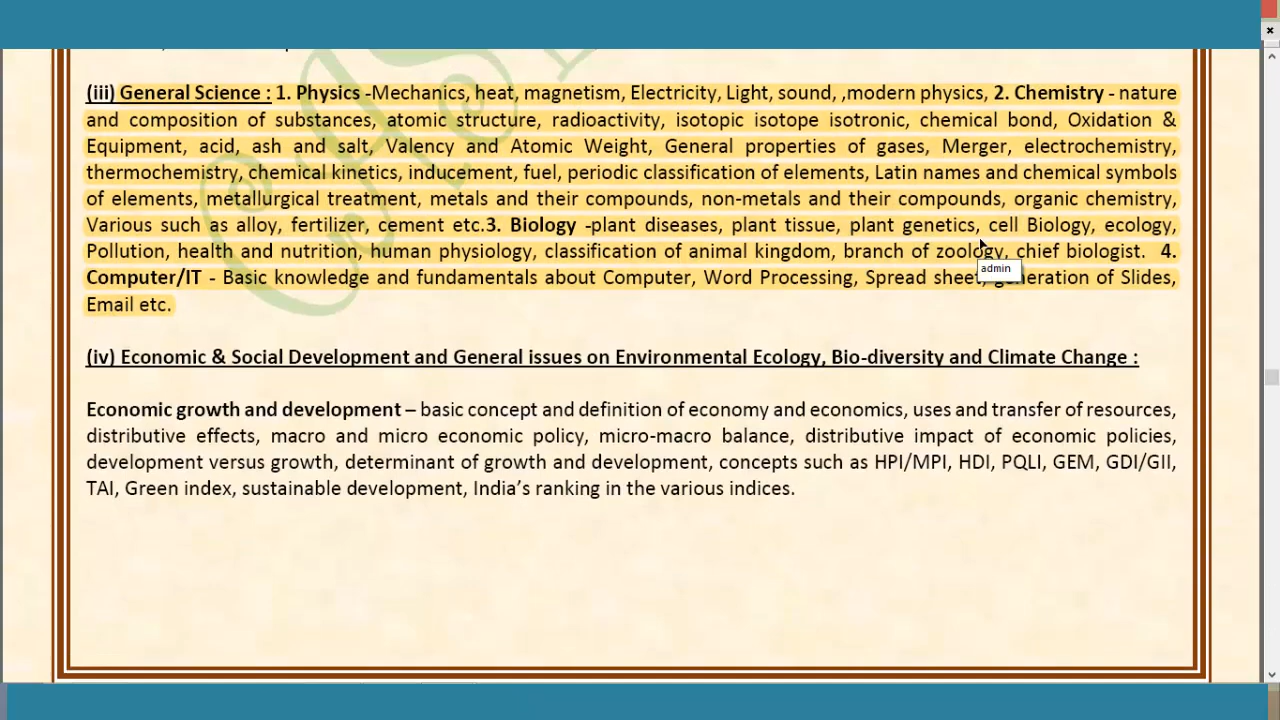 (iii) General Science : 1. Physics -Mechanics, heat, magnetism, Electricity, Light, sound, ,modern physics, 2. Chemistry - nature
and composition of substances, atomic structure, radioactivity, isotopic isotope isotronic, chemical bond, Oxidation &
Equipment, acid, ash and salt, Valency and Atomic Weight, General properties of gases, Merger, electrochemistry,
thermochemistry, chemical kinetics, inducement, fuel, periodic classification of elements, Latin names and chemical symbols
of elements, metallurgical treatment, metals and their compounds, non-metals and their compounds, organic chemistry,
Various such as alloy, fertilizer, cement etc.3. Biology -plant diseases, plant tissue, plant genetics, cell Biology, ecology,
Pollution, health and nutrition, human physiology, classification of animal kingdom, branch of zoology, chief biologist. 4.
admin
Computer/IT - Basic knowledge and fundamentals about Computer, Word Processing, Spread sheet, generation of Slides,
Email etc.
(iv) Economic & Social Development and General issues on Environmental Ecology, Bio-diversity and Climate Change :
Economic growth and development – basic concept and definition of economy and economics, uses and transfer of resources,
distributive effects, macro and micro economic policy, micro-macro balance, distributive impact of economic policies,
development versus growth, determinant of growth and development, concepts such as HPI/MPI, HDI, PQLI, GEM, GDI/GII,
TAI, Green index, sustainable development, India’s ranking in the various indices.